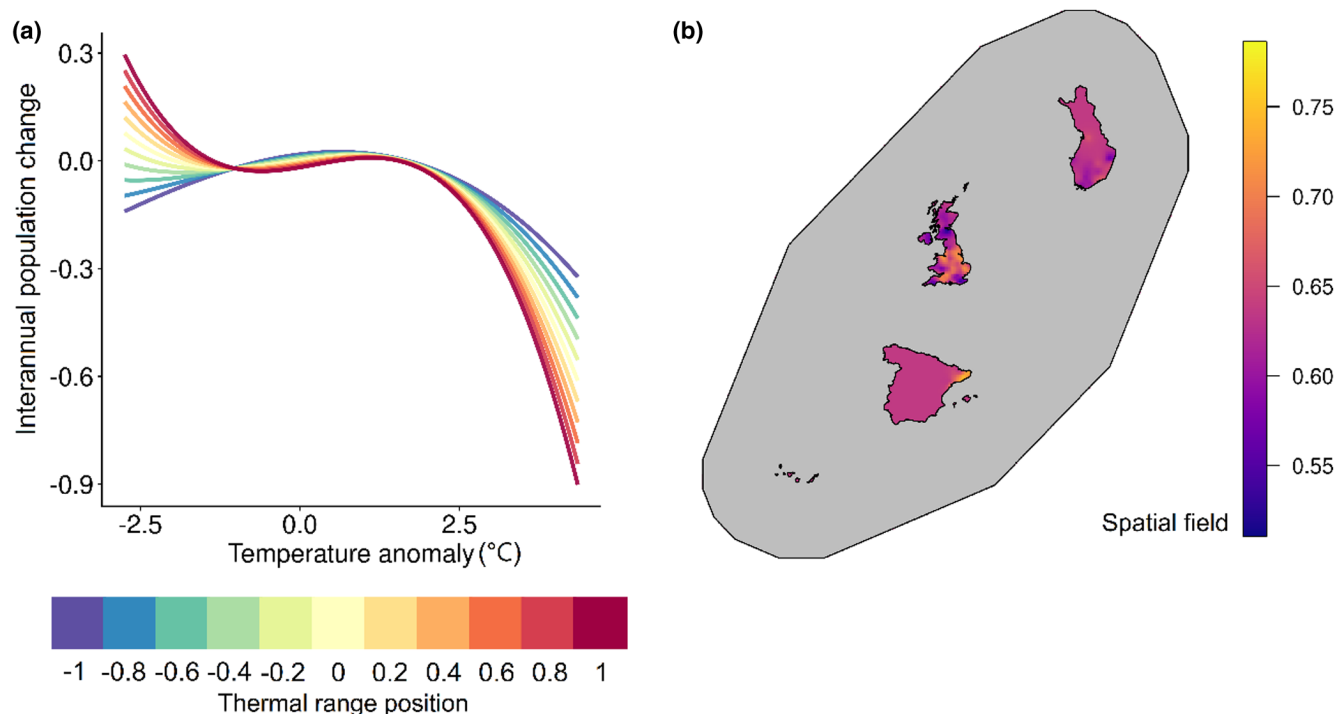 (a)
(b)
0.3
0.0
-0.3
-0.6
-0.9
Interannual population change
-2.5 0.0 2.5
Temperature anomaly (°C)
-1 -0.8 -0.6 -0.4 -0.2 0 0.2 0.4 0.6 0.8 1
Thermal range position
0.75
0.70
0.65
0.60
0.55
Spatial field